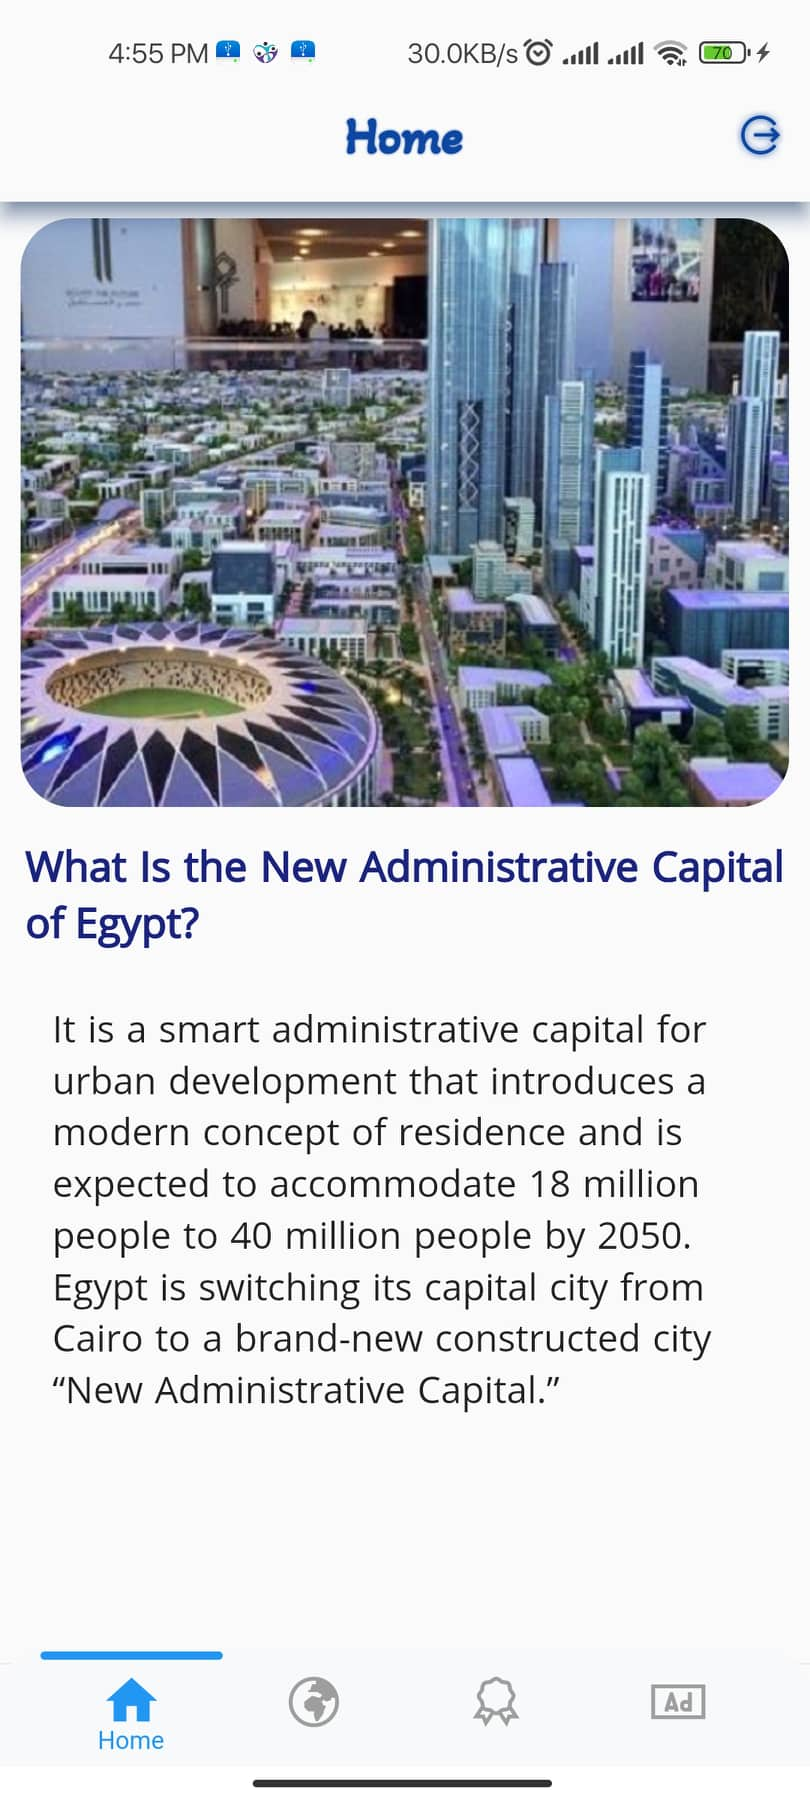 4:55 PM
30.0KB/s
70
Home
What Is the New Administrative Capital
of Egypt?
It is a smart administrative capital for
urban development that introduces a
modern concept of residence and is
expected to accommodate 18 million
people to 40 million people by 2050.
Egypt is switching its capital city from
Cairo to a brand-new constructed city
“New Administrative Capital.”
Ad
Home